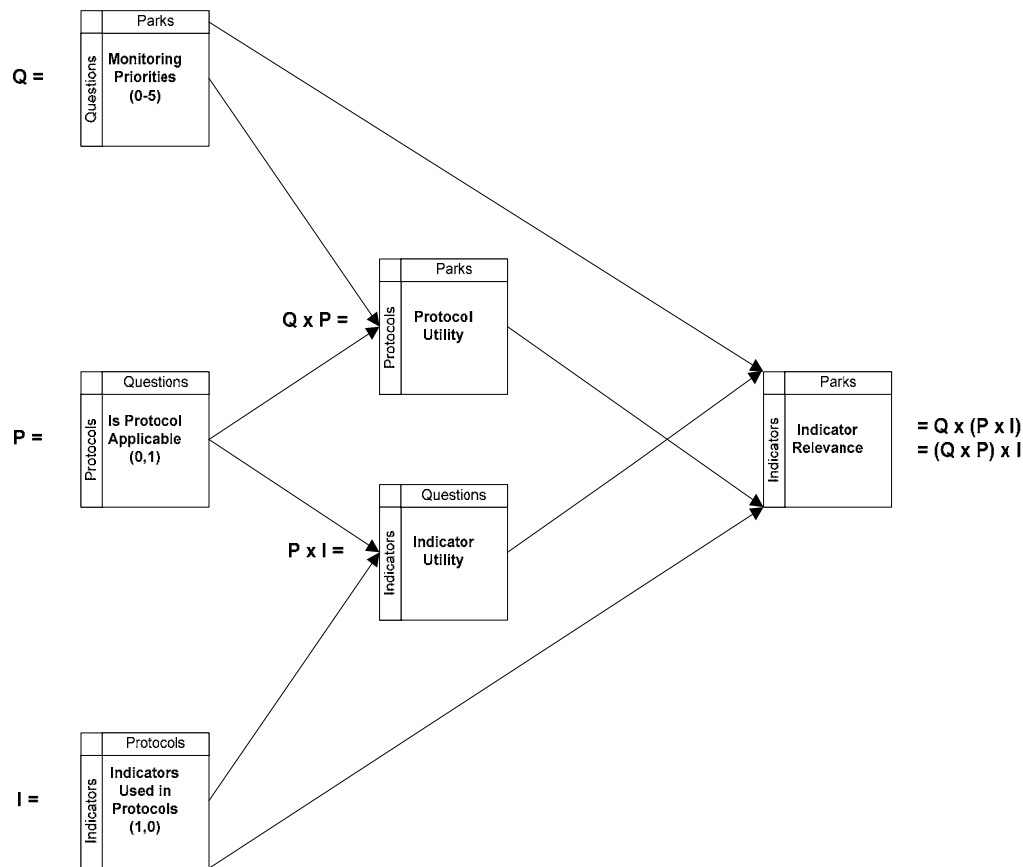 Parks
Questions
Monitoring
Priorities
(0-5)
Q =
Parks
Protocols
Protocol
Utility
Q x P =
Questions
Protocols
Is Protocol
Applicable
(0,1)
P =
Parks
Indicators
Indicator
Relevance
= Q x (P x I)
= (Q x P) x I
Questions
Indicators
Indicator
Utility
P x I =
Protocols
Indicators
Indicators
Used in
Protocols
(1,0)
I =